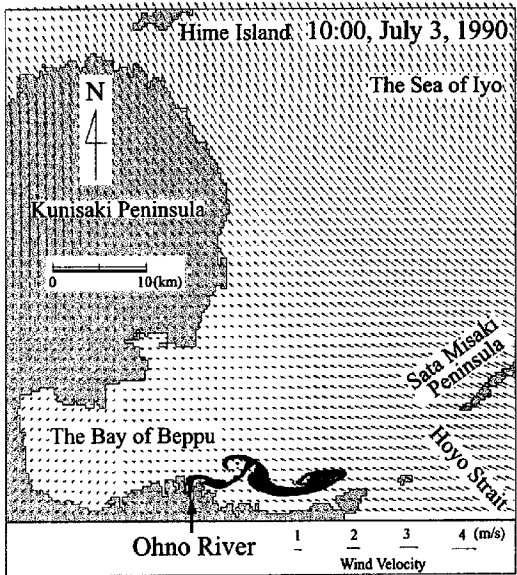 Hime Island 10:00, July 3, 1990
The Sea of Iyo
N
Kunisaki Peninsula
0 10(km)
Sata Misaki
Peninsula
The Bay of Beppu
Hoyo Strait
Ohno River
1 2 3 4 (m/s)
Wind Velocity